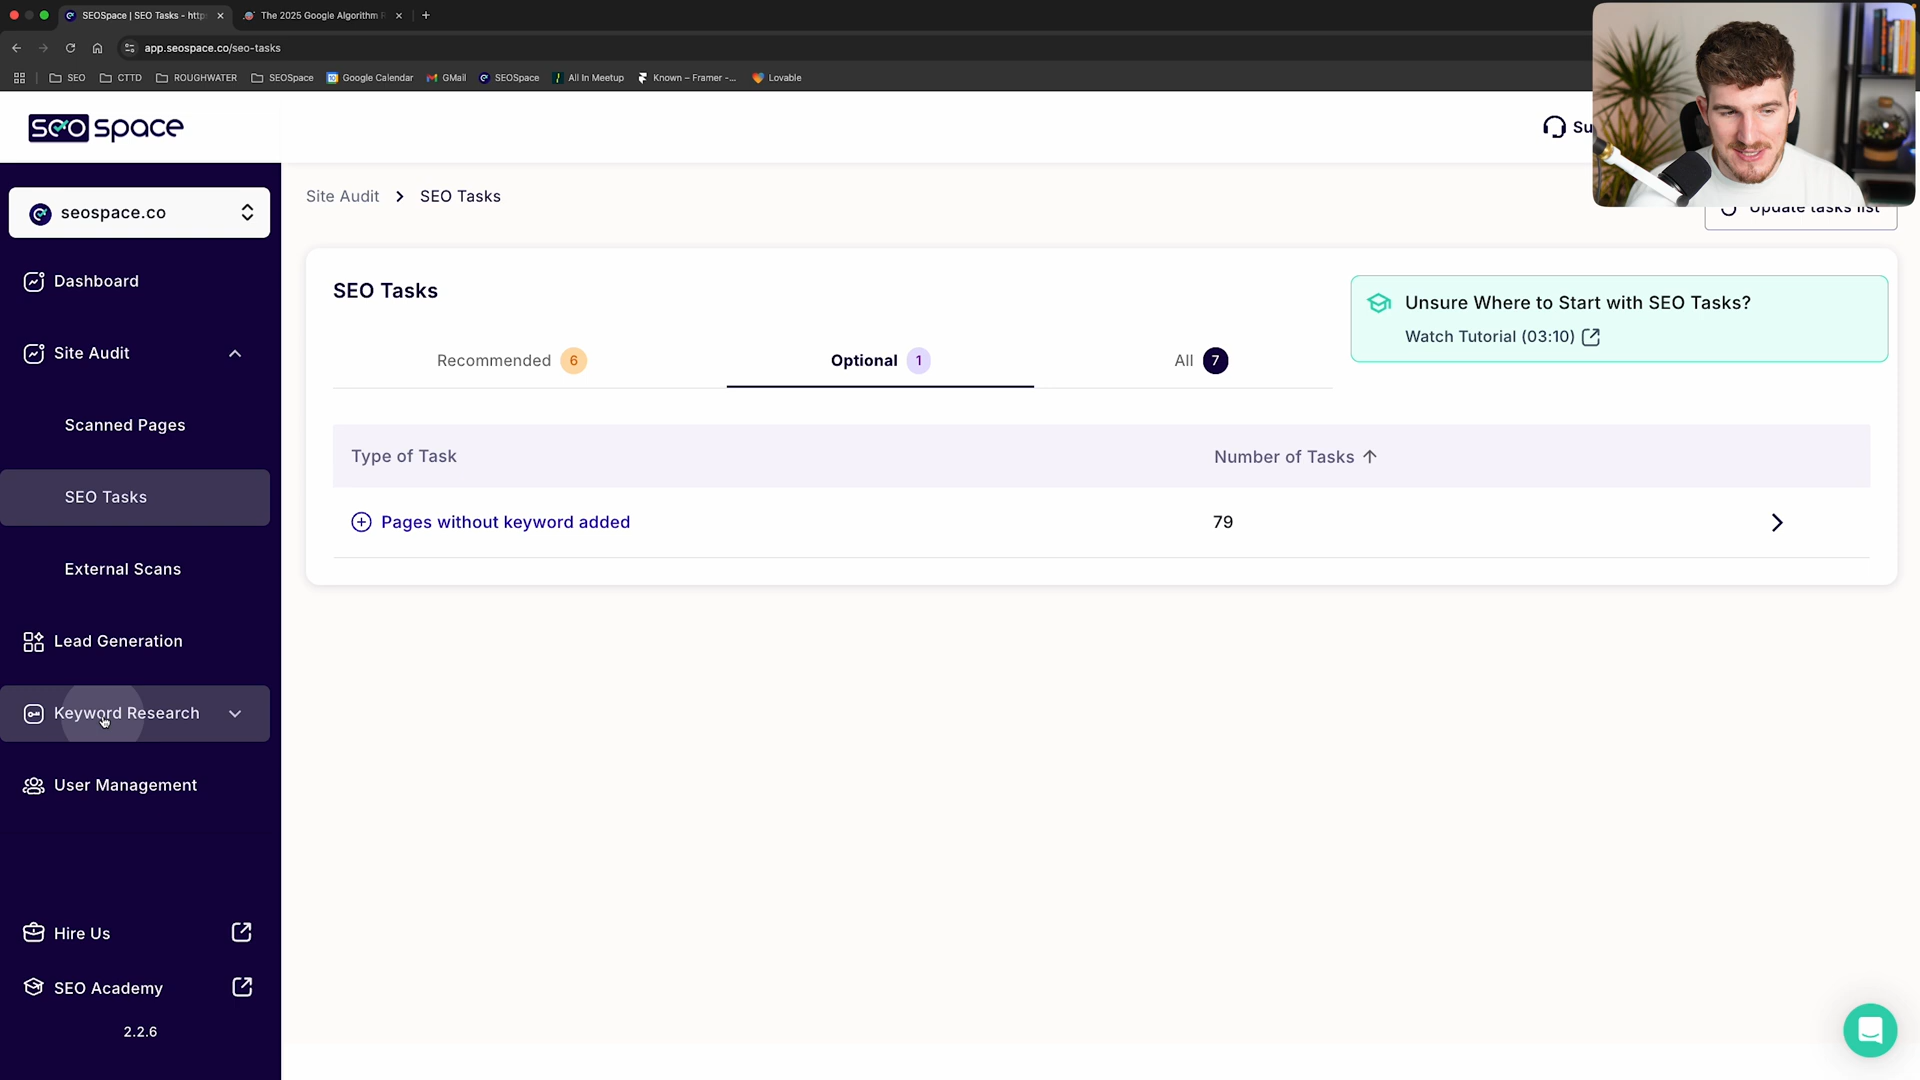 SEOSpace | SEO Tasks - http
The 2025 Google Algorithm
app.seospace.co/seo-tasks
SEO
CTTD
ROUGHWATER
SEOSpace
Google Calendar
GMail
SEOSpace
All In Meetup
Known – Framer -...
Lovable
seo space
Su
seospace.co
Site Audit > SEO Tasks
Update tasks list
Dashboard
Site Audit
Scanned Pages
SEO Tasks
External Scans
Lead Generation
Keyword Research
User Management
Hire Us
SEO Academy
2.2.6
SEO Tasks
Unsure Where to Start with SEO Tasks?
Watch Tutorial (03:10)
Recommended 6
Optional 1
All 7
Type of Task
Number of Tasks
Pages without keyword added
79